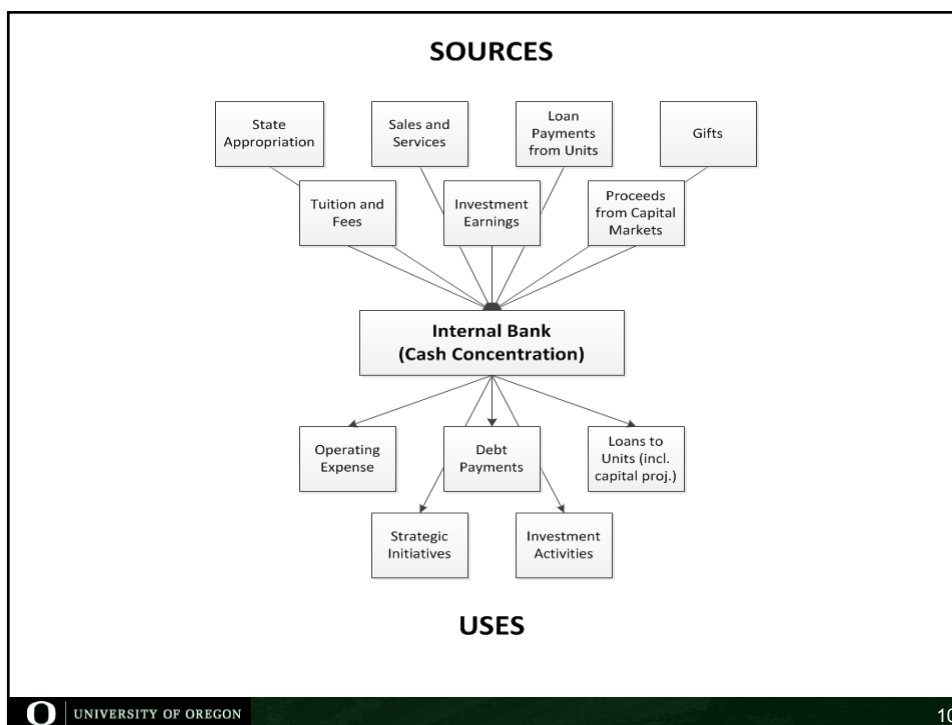 SOURCES
State
Appropriation
Sales and
Services
Loan
Payments
from Units
Gifts
Tuition and
Fees
Investment
Earnings
Proceeds
from Capital
Markets
Internal Bank
(Cash Concentration)
Operating
Expense
Debt
Payments
Loans to
Units (incl.
capital proj.)
Strategic
Initiatives
Investment
Activities
USES
O UNIVERSITY OF OREGON
10